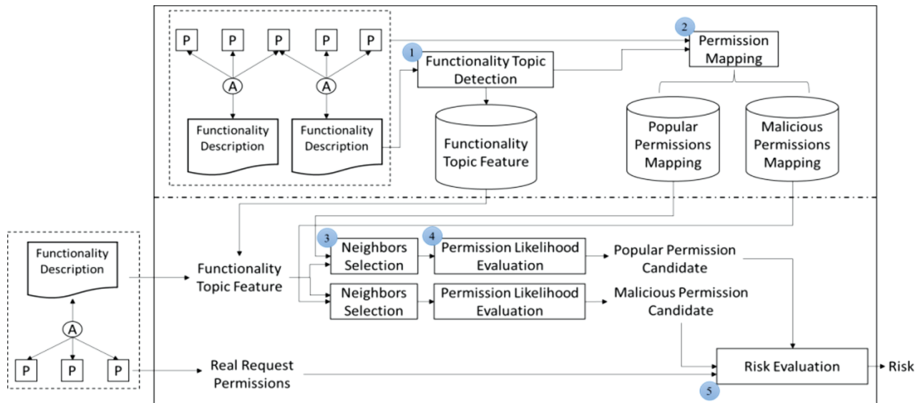 P P P P P
A A
Functionality
Description
Functionality
Description
1
Functionality Topic
Detection
Functionality
Topic Feature
2
Permission
Mapping
Popular
Permissions
Mapping
Malicious
Permissions
Mapping
Functionality
Description
A
P P P
Functionality
Topic Feature
Real Request
Permissions
3
Neighbors
Selection
4
Permission Likelihood
Evaluation
Popular Permission
Candidate
Neighbors
Selection
Permission Likelihood
Evaluation
Malicious Permission
Candidate
Risk Evaluation
5
Risk